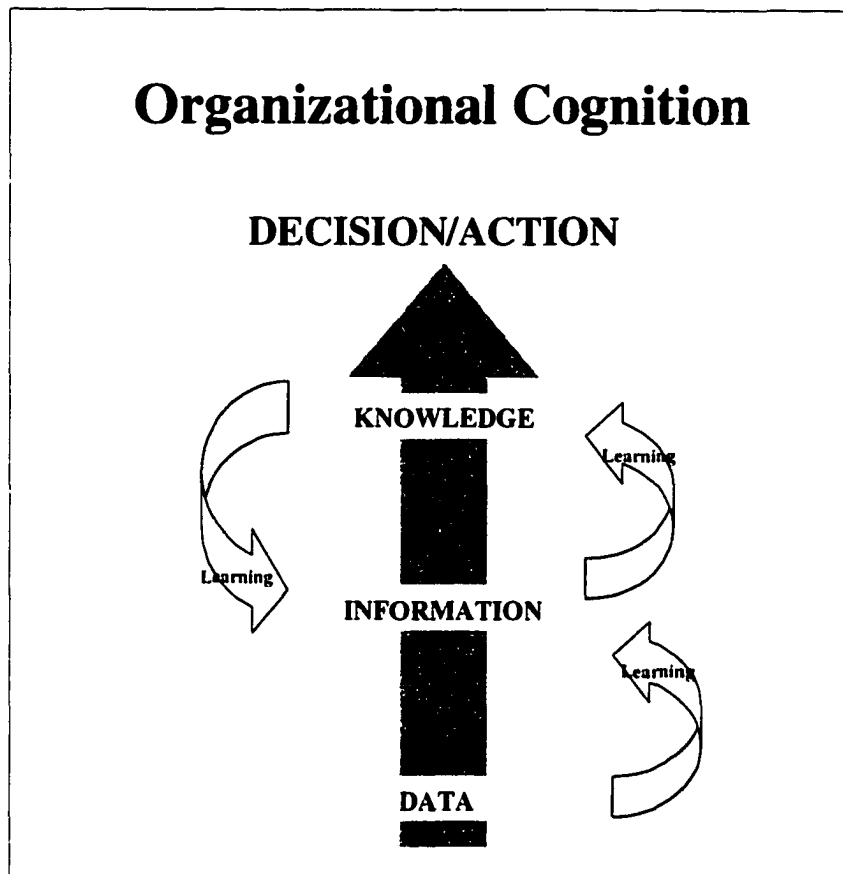 Organizational Cognition
DECISION/ACTION
KNOWLEDGE
Learning
Learning
INFORMATION
Learning
DATA